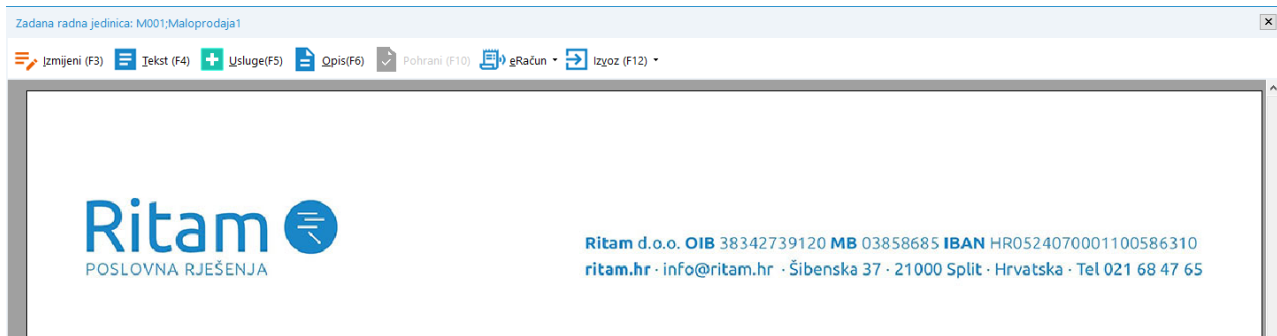 Zadana radna jedinica: M001;Maloprodaja1
Izmijeni (F3) Tekst (F4) Usluge(F5) Opis(F6) Pohrani (F10) eRačun Izvoz (F12)
Ritam
POSLOVNA RJEŠENJA
Ritam d.o.o. OIB 38342739120 MB 03858685 IBAN HR0524070001100586310
ritam.hr · info@ritam.hr · Šibenska 37 · 21000 Split · Hrvatska · Tel 021 68 47 65